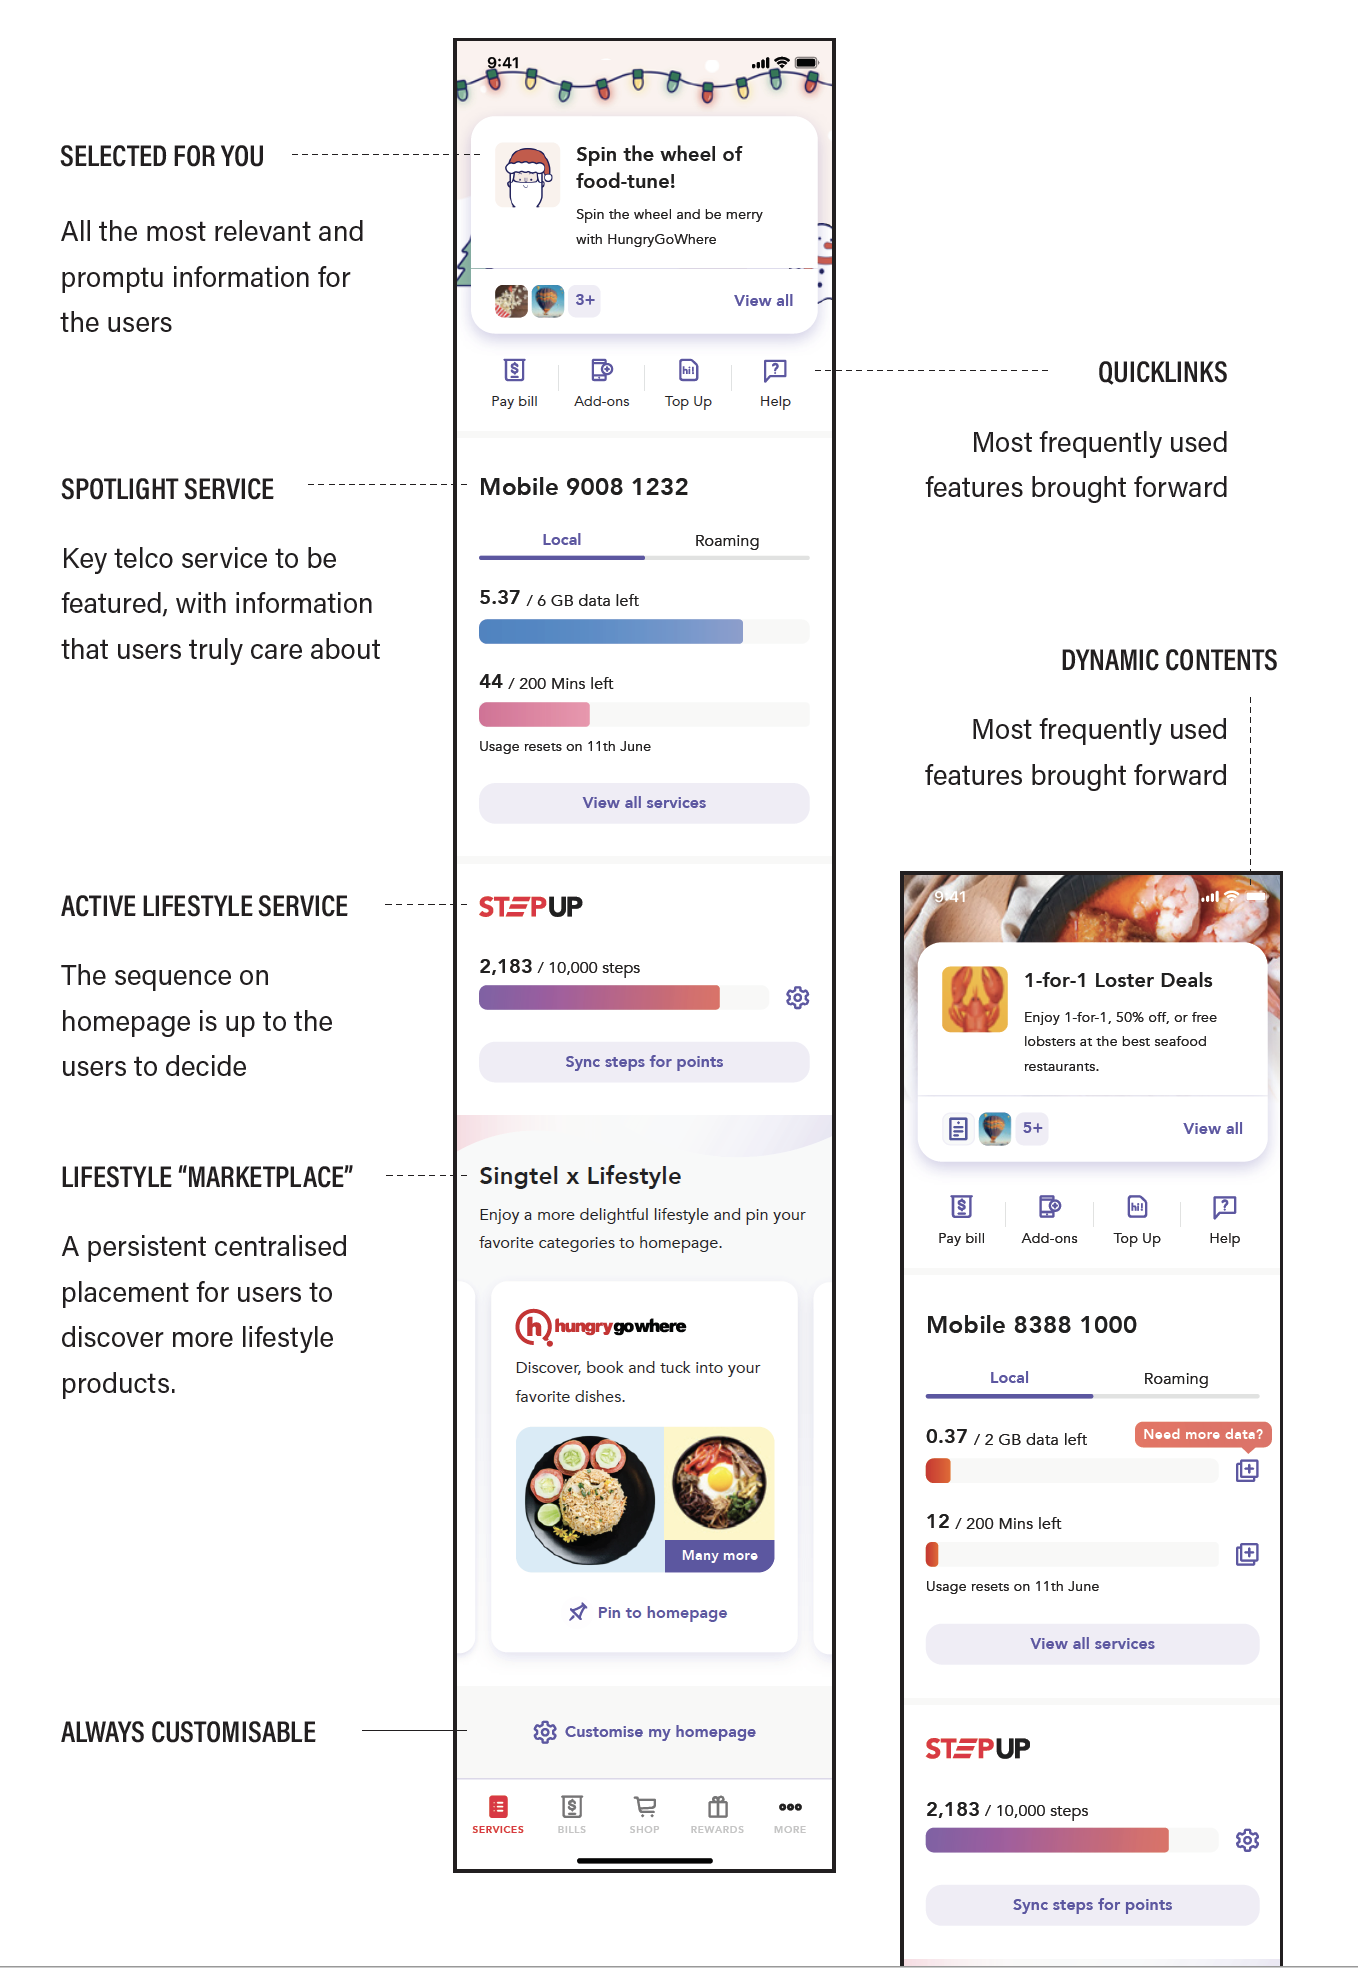 SELECTED FOR YOU
All the most relevant and
promptu information for
the users
SPOTLIGHT SERVICE
Key telco service to be
featured, with information
that users truly care about
ACTIVE LIFESTYLE SERVICE
The sequence on
homepage is up to the
users to decide
LIFESTYLE “MARKETPLACE”
A persistent centralised
placement for users to
discover more lifestyle
products.
ALWAYS CUSTOMISABLE
9:41
Spin the wheel of
food-tune!
Spin the wheel and be merry
with HungryGoWhere
3+
View all
$
hi!
?
Pay bill
Add-ons
Top Up
Help
Mobile 9008 1232
Local
Roaming
5.37 / 6 GB data left
44 / 200 Mins left
Usage resets on 11th June
View all services
STEPUP
2,183 / 10,000 steps
Sync steps for points
Singtel x Lifestyle
Enjoy a more delightful lifestyle and pin your
favorite categories to homepage.
h hungrygowhere
Discover, book and tuck into your
favorite dishes.
Many more
Pin to homepage
Customise my homepage
$
SERVICES
BILLS
SHOP
REWARDS
MORE
QUICKLINKS
Most frequently used
features brought forward
DYNAMIC CONTENTS
Most frequently used
features brought forward
9:41
1-for-1 Loster Deals
Enjoy 1-for-1, 50% off, or free
lobsters at the best seafood
restaurants.
5+
View all
$
hi!
?
Pay bill
Add-ons
Top Up
Help
Mobile 8388 1000
Local
Roaming
0.37 / 2 GB data left
Need more data?
12 / 200 Mins left
Usage resets on 11th June
View all services
STEPUP
2,183 / 10,000 steps
Sync steps for points